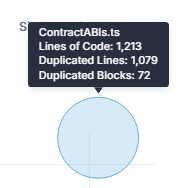 ContractABIs.ts
Lines of Code: 1,213
Duplicated Lines: 1,079
Duplicated Blocks: 72